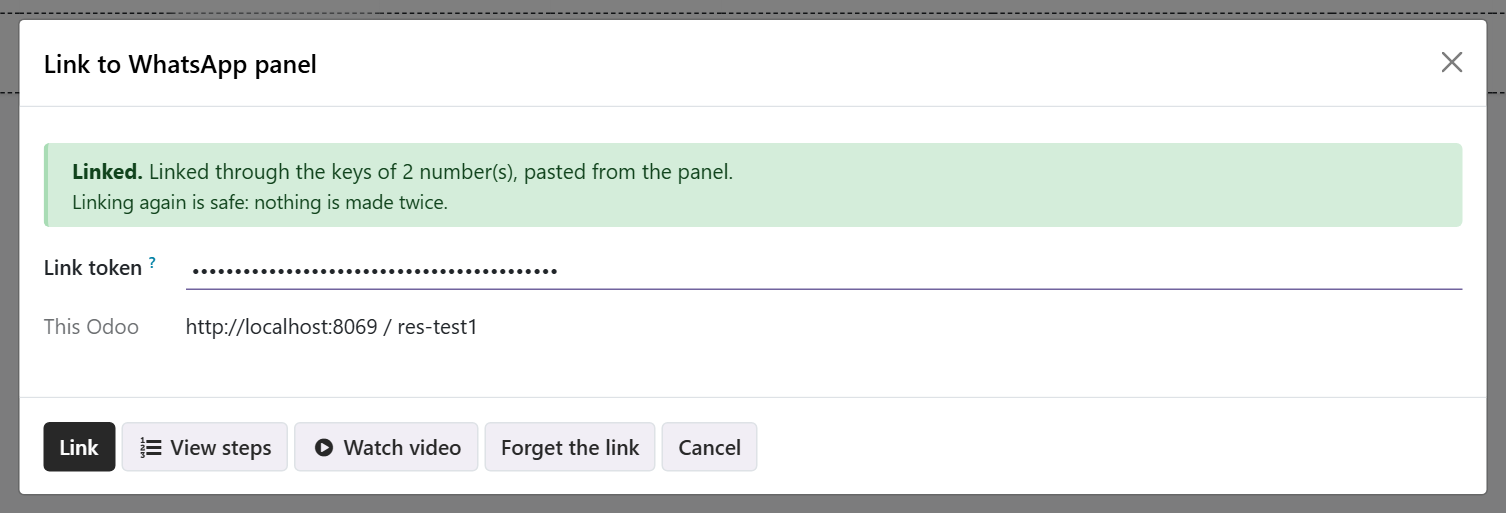 Link to WhatsApp panel
Linked. Linked through the keys of 2 number(s), pasted from the panel.
Linking again is safe: nothing is made twice.
Link token ? •••••••••••••••••••••••••••••••••••••••••••
This Odoo http://localhost:8069 / res-test1
Link View steps Watch video Forget the link Cancel